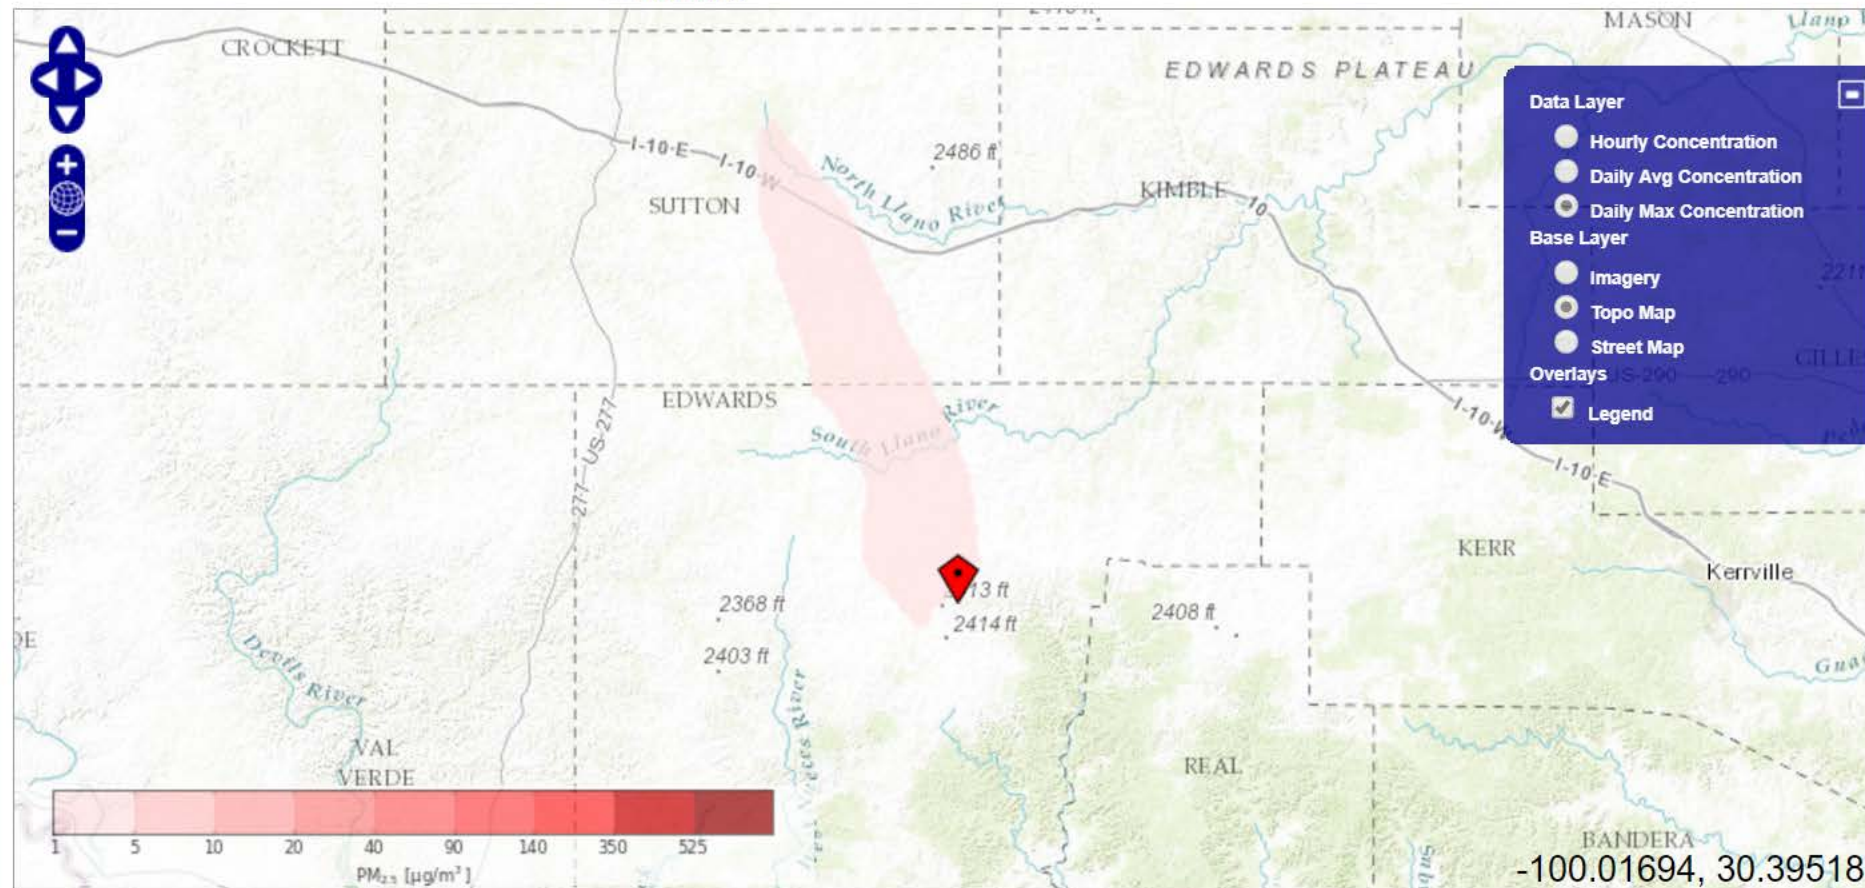 CROCKETT
MASON
Llano
EDWARDS PLATEAU
I-10-E
I-10-W
2486 ft
North Llano River
SUTTON
KIMBLE
10
Data Layer
Hourly Concentration
Daily Avg Concentration
Daily Max Concentration
Base Layer
Imagery
Topo Map
Street Map
Overlays
Legend
US-290
290
EDWARDS
South Llano River
277
US-277
I-10-W
I-10-E
KERR
Kerrville
13 ft
2414 ft
2368 ft
2403 ft
2408 ft
Devils River
VAL
VERDE
REAL
BANDERA
1 5 10 20 40 90 140 350 525
PM2.5 [µg/m³]
-100.01694, 30.39518